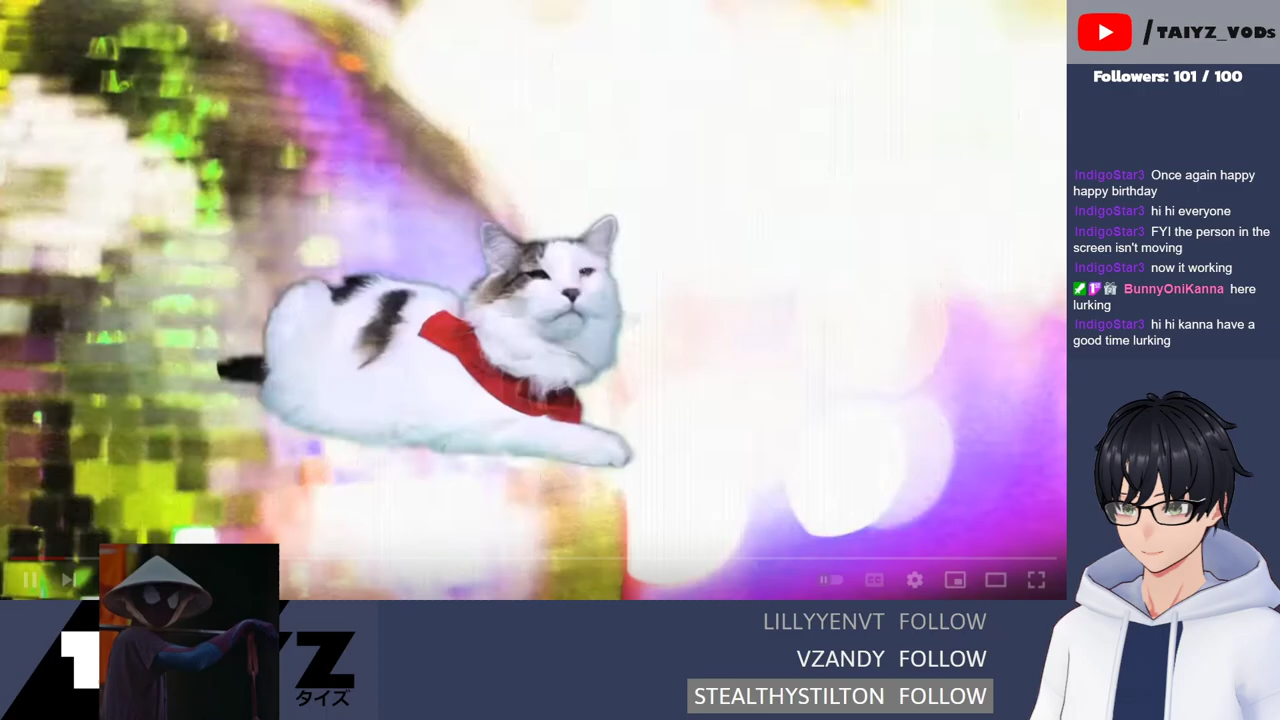 /TAIYZ_VODs
Followers: 101 / 100
IndigoStar3 Once again happy
happy birthday
IndigoStar3 hi hi everyone
IndigoStar3 FYI the person in the
screen isn't moving
IndigoStar3 now it working
BunnyOniKanna here
lurking
IndigoStar3 hi hi kanna have a
good time lurking
CC
LILLYYENVT FOLLOW
VZANDY FOLLOW
STEALTHYSTILTON FOLLOW
タイズ